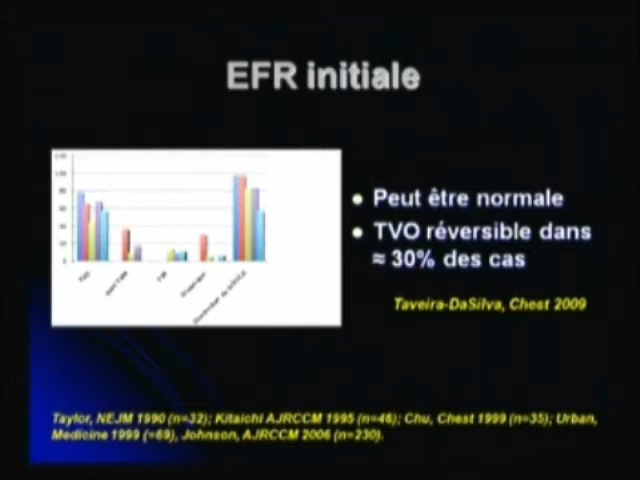 EFR initiale
Peut être normale
TVO réversible dans
≈ 30% des cas
Taveira-DaSilva, Chest 2009
Taylor, NEJM 1990 (n=32); Kitaichi AJRCCM 1995 (n=46); Chu, Chest 1999 (n=35); Urban,
Medicine 1999 (=69), Johnson, AJRCCM 2006 (n=230).